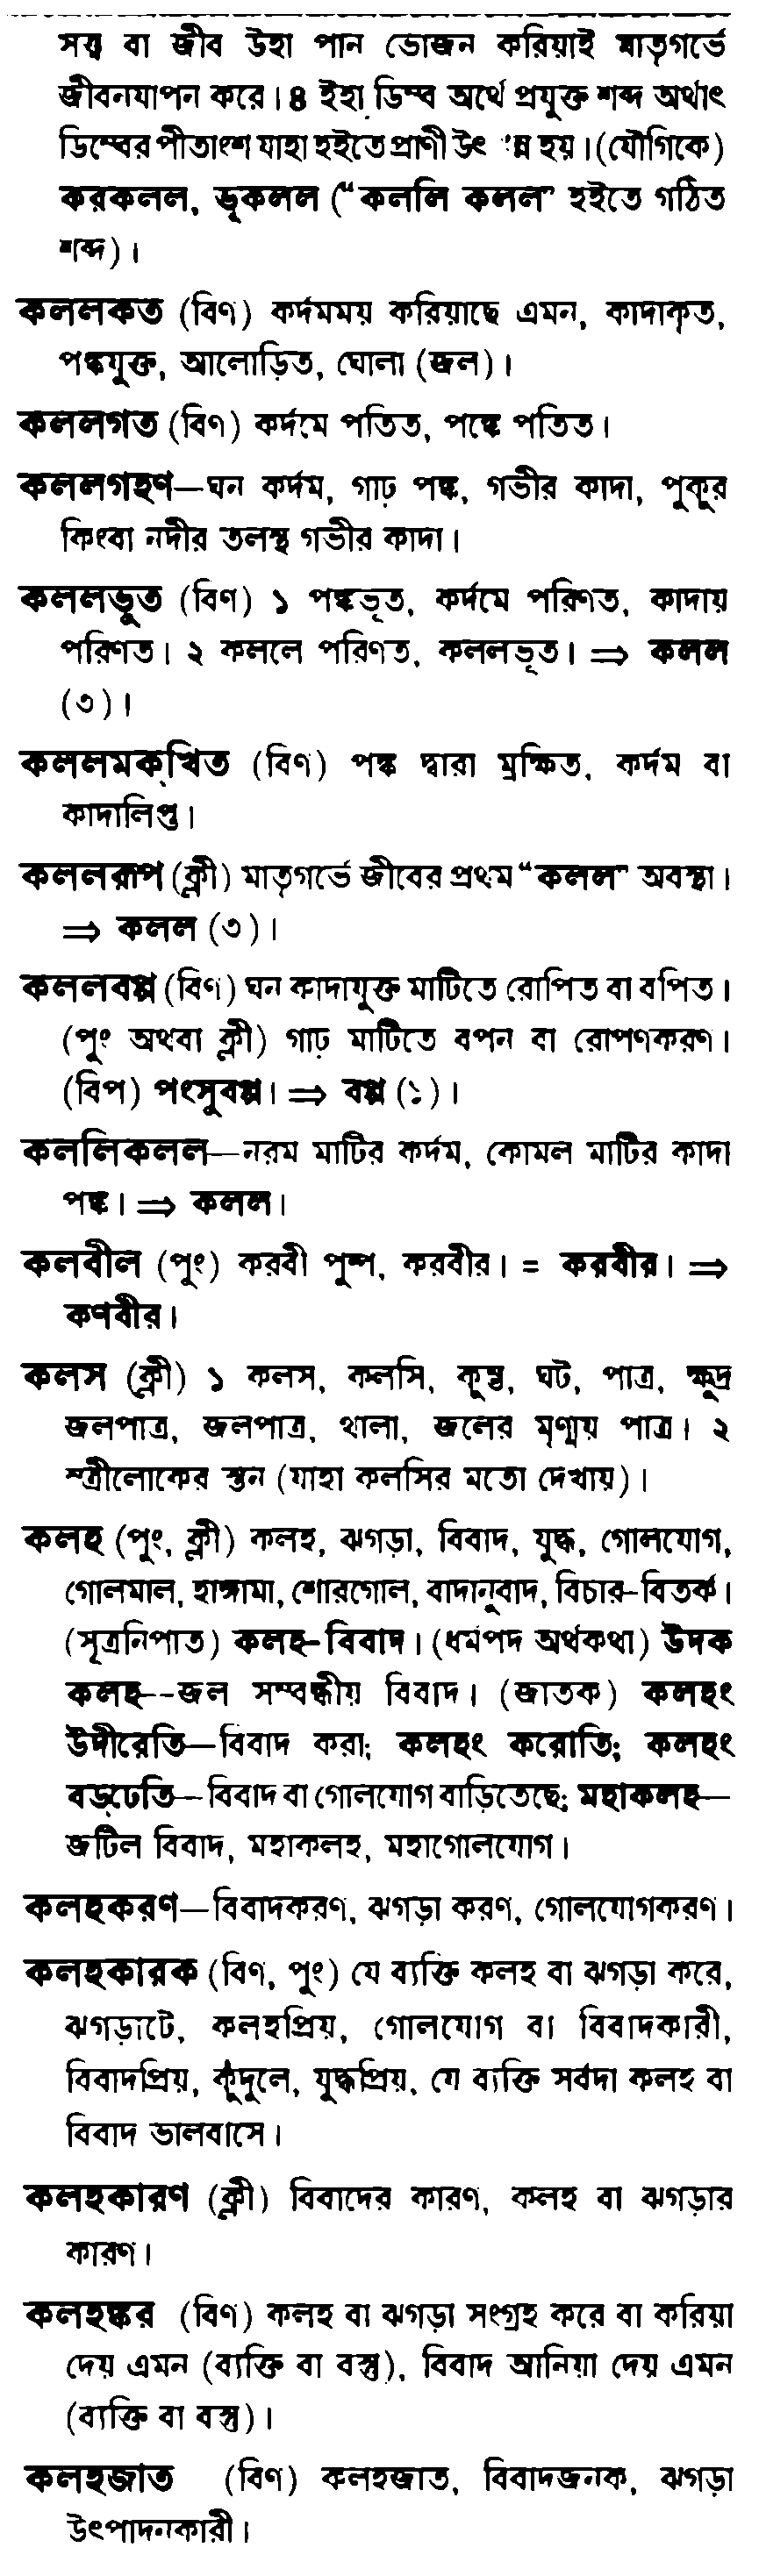 সত্ত্ব বা জীব উহা পান ভোজন করিয়াই মাতৃগর্ভে
জীবনযাপন করে। ৪ ইহা ডিম্ব অর্থে প্রযুক্ত শব্দ অর্থাৎ
ডিম্বের পীতাংশ যাহা হইতে প্রাণী উৎপন্ন হয়। (যৌগিকে)
করকলল, ভূকলল ("কললি কলল" হইতে গঠিত
শব্দ)।
কললকত (বিণ) কর্দমময় করিয়াছে এমন, কাদাকৃত,
পঙ্কযুক্ত, আলোড়িত, ঘোলা (জল)।
কললগত (বিণ) কর্দমে পতিত, পঙ্কে পতিত।
কললগহণ—ঘন কর্দম, গাঢ় পঙ্ক, গভীর কাদা, পুকুর
কিংবা নদীর তলস্থ গভীর কাদা।
কললভূত (বিণ) ১ পঙ্কভূত, কর্দমে পরিণত, কাদায়
পরিণত। ২ কললে পরিণত, কললভূত। ⇒ কলল
(৩)।
কললমক্খিত (বিণ) পঙ্ক দ্বারা ম্রক্ষিত, কর্দম বা
কাদালিপ্ত।
কললরূপ (ক্লী) মাতৃগর্ভে জীবের প্রথম "কলল" অবস্থা।
⇒ কলল (৩)।
কললবপ্প (বিণ) ঘন কাদাযুক্ত মাটিতে রোপিত বা বপিত।
(পুং অথবা ক্লী) গাঢ় মাটিতে বপন বা রোপণকরণ।
(বিপ) পংসুবপ্প। ⇒ বপ্প (১)।
কললিকলল—নরম মাটির কর্দম, কোমল মাটির কাদা
পঙ্ক। ⇒ কলল।
কলবীল (পুং) করবী পুষ্প, করবীর। = করবীর। ⇒
কণবীর।
কলস (ক্লী) ১ কলস, কলসি, কুম্ভ, ঘট, পাত্র, ক্ষুদ্র
জলপাত্র, জলপাত্র, থালা, জলের মৃণ্ময় পাত্র। ২
স্ত্রীলোকের স্তন (যাহা কলসির মতো দেখায়)।
কলহ (পুং, ক্লী) কলহ, ঝগড়া, বিবাদ, যুদ্ধ, গোলযোগ,
গোলমাল, হাঙ্গামা, শোরগোল, বাদানুবাদ, বিচার-বিতর্ক।
(সূত্রনিপাত) কলহ-বিবাদ। (ধর্মপদ অর্থকথা) উদক
কলহ--জল সম্বন্ধীয় বিবাদ। (জাতক) কলহং
উদীরেতি—বিবাদ করা; কলহং করোতি; কলহং
বড্ঢেতি—বিবাদ বা গোলযোগ বাড়িতেছে; মহাকলহ—
জটিল বিবাদ, মহাকলহ, মহাগোলযোগ।
কলহকরণ—বিবাদকরণ, ঝগড়া করণ, গোলযোগকরণ।
কলহকারক (বিণ, পুং) যে ব্যক্তি কলহ বা ঝগড়া করে,
ঝগড়াটে, কলহপ্রিয়, গোলযোগ বা বিবাদকারী,
বিবাদপ্রিয়, কুঁদুলে, যুদ্ধপ্রিয়, যে ব্যক্তি সর্বদা কলহ বা
বিবাদ ভালবাসে।
কলহকারণ (ক্লী) বিবাদের কারণ, কলহ বা ঝগড়ার
কারণ।
কলহঙ্কর (বিণ) কলহ বা ঝগড়া সংগ্রহ করে বা করিয়া
দেয় এমন (ব্যক্তি বা বস্তু), বিবাদ আনিয়া দেয় এমন
(ব্যক্তি বা বস্তু)।
কলহজাত (বিণ) কলহজাত, বিবাদজনক, ঝগড়া
উৎপাদনকারী।